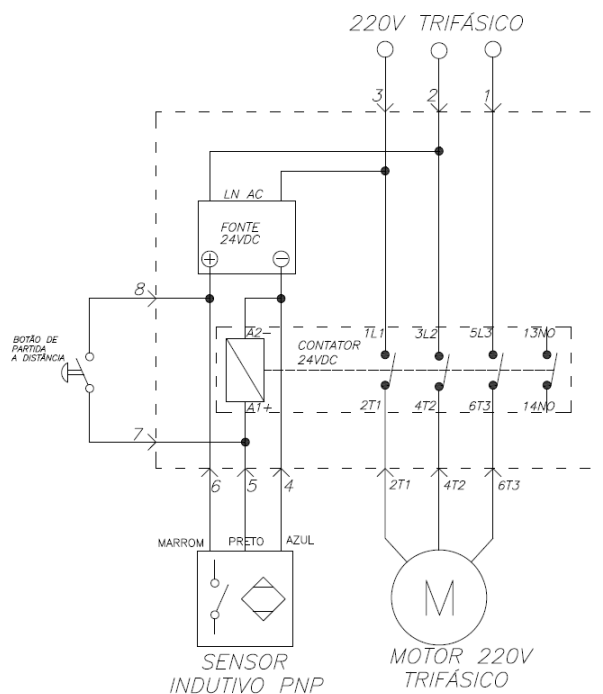 220V TRIFÁSICO
3
2
1
LN AC
FONTE
24VDC
+
-
8
BOTÃO DE
PARTIDA
A DISTÂNCIA
A2-
CONTATOR
24VDC
1L1
3L2
5L3
13NO
A1+
2T1
4T2
6T3
14NO
7
6
5
4
2T1
4T2
6T3
MARROM
PRETO
AZUL
M
SENSOR
INDUTIVO PNP
MOTOR 220V
TRIFÁSICO